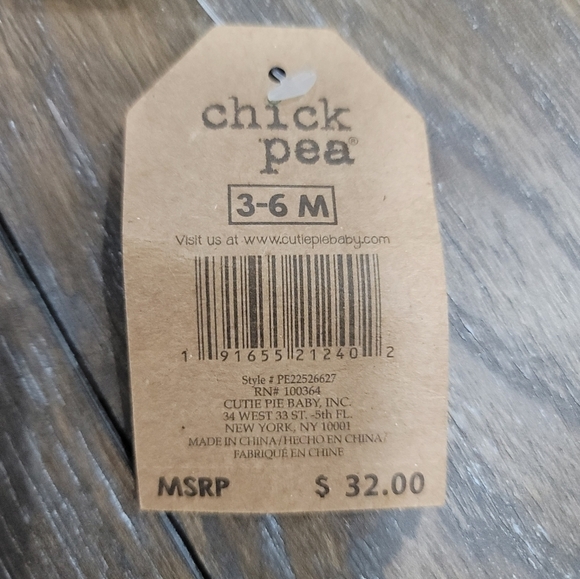 chick
pea®
3-6 M
Visit us at www.cutiepiebaby.com
1 91655 21240 2
Style # PE22526627
RN# 100364
CUTIE PIE BABY, INC.
34 WEST 33 ST. -5th FL.
NEW YORK, NY 10001
MADE IN CHINA/HECHO EN CHINA/
FABRIQUÉ EN CHINE
MSRP $ 32.00